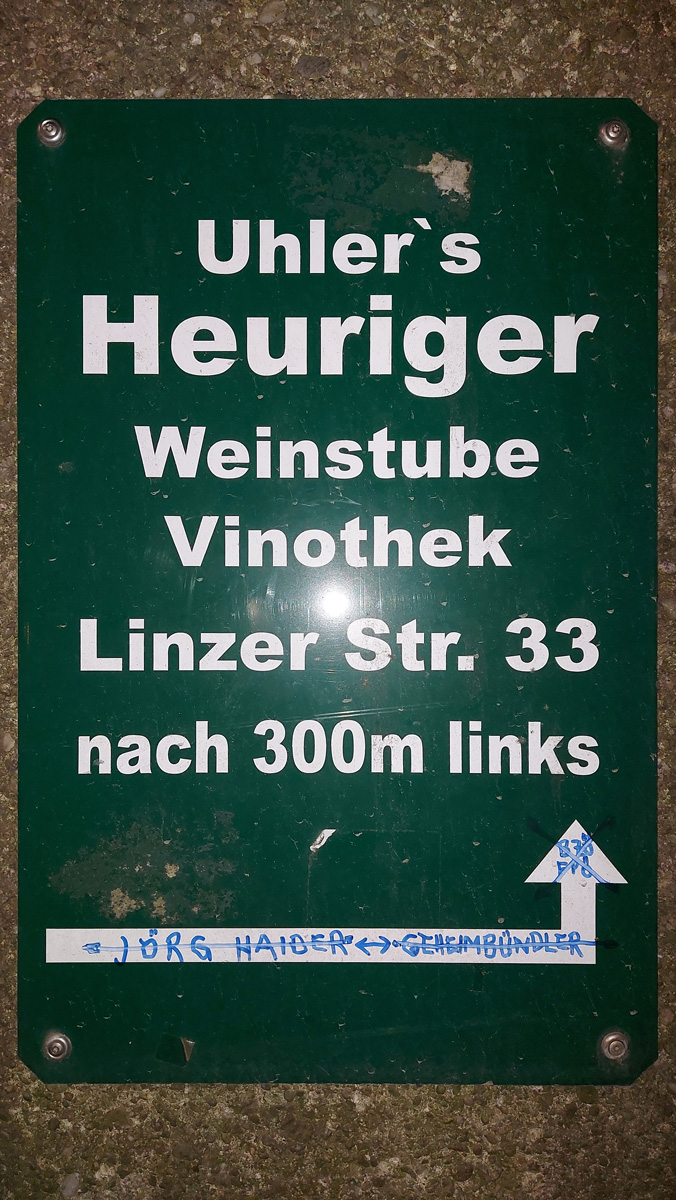 Uhler`s
Heuriger
Weinstube
Vinothek
Linzer Str. 33
nach 300m links
JÖRG HAIDER ↔ GEHEIMBÜNDLER